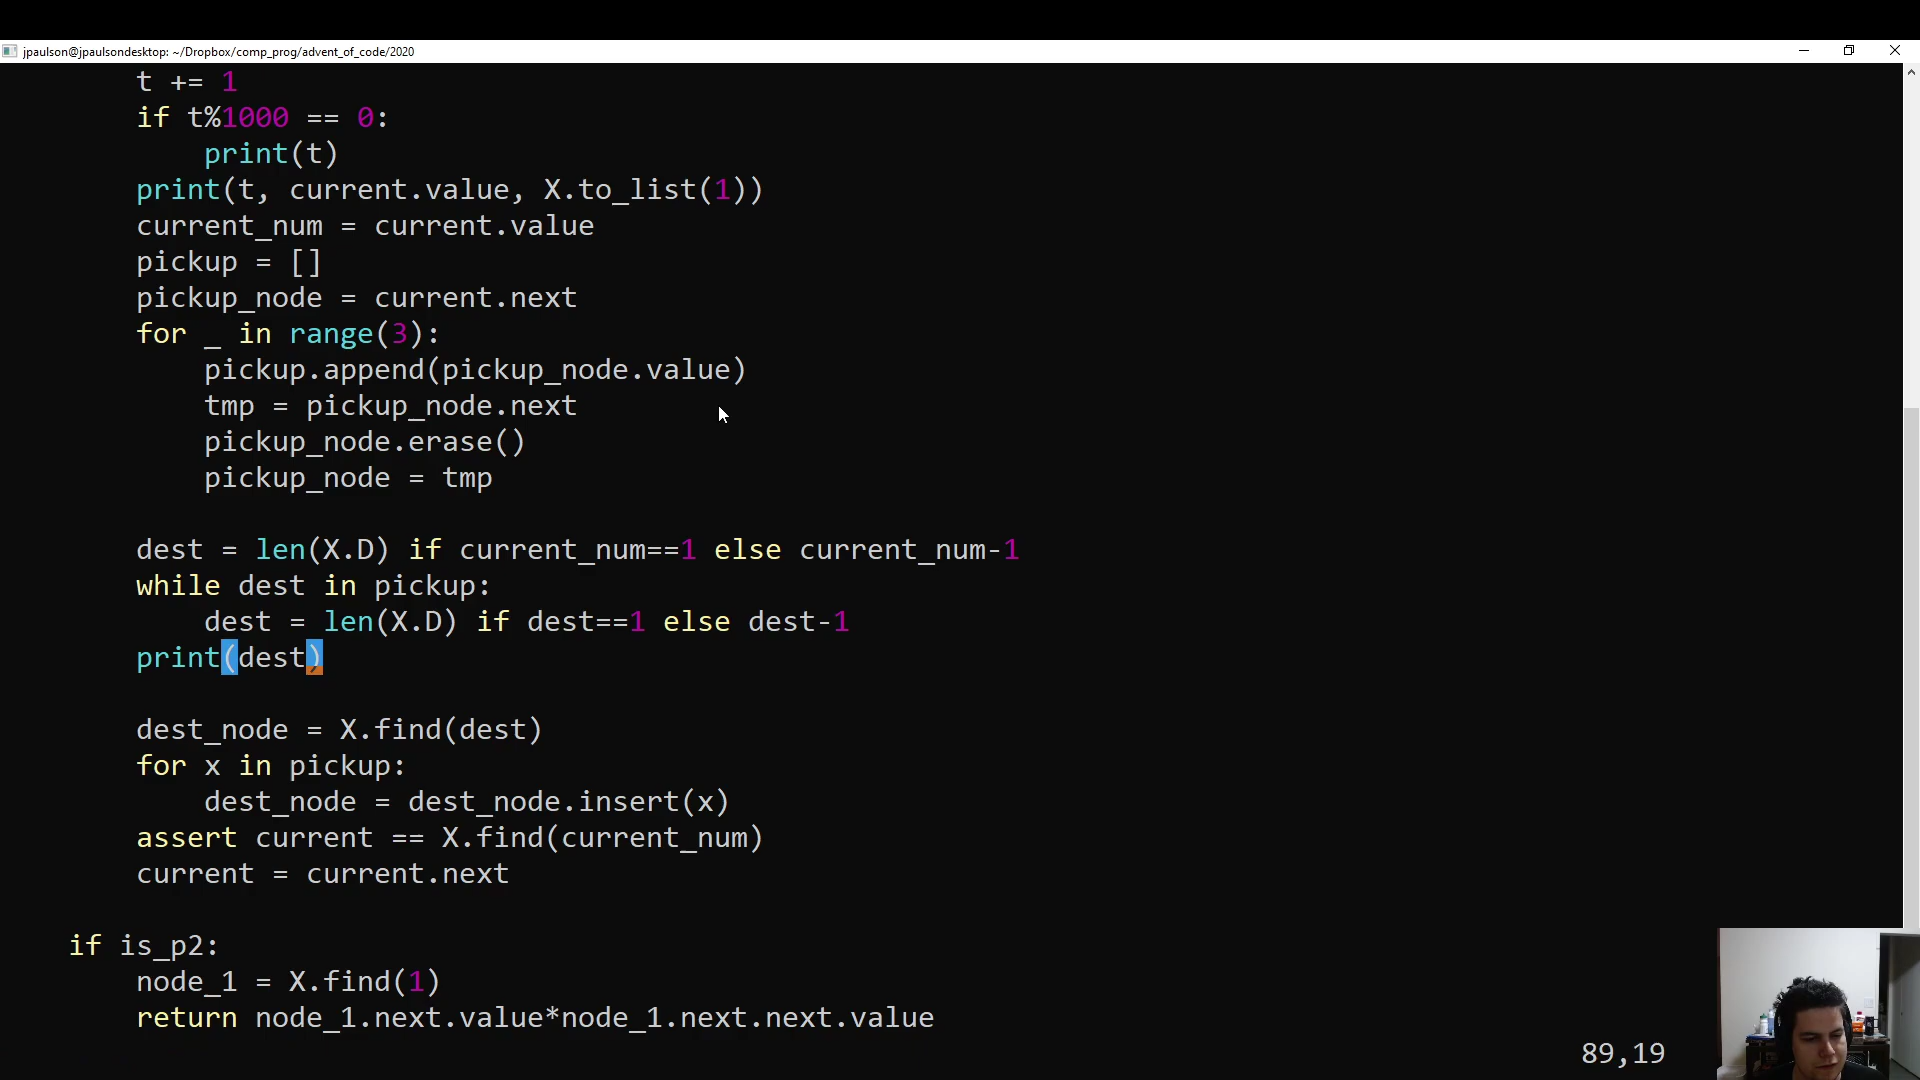 jpaulson@jpaulsondesktop: ~/Dropbox/comp_prog/advent_of_code/2020
t += 1
if t%1000 == 0:
print(t)
print(t, current.value, X.to_list(1))
current_num = current.value
pickup = []
pickup_node = current.next
for _ in range(3):
pickup.append(pickup_node.value)
tmp = pickup_node.next
pickup_node.erase()
pickup_node = tmp
dest = len(X.D) if current_num==1 else current_num-1
while dest in pickup:
dest = len(X.D) if dest==1 else dest-1
print(dest)
dest_node = X.find(dest)
for x in pickup:
dest_node = dest_node.insert(x)
assert current == X.find(current_num)
current = current.next
if is_p2:
node_1 = X.find(1)
return node_1.next.value*node_1.next.next.value
89,19